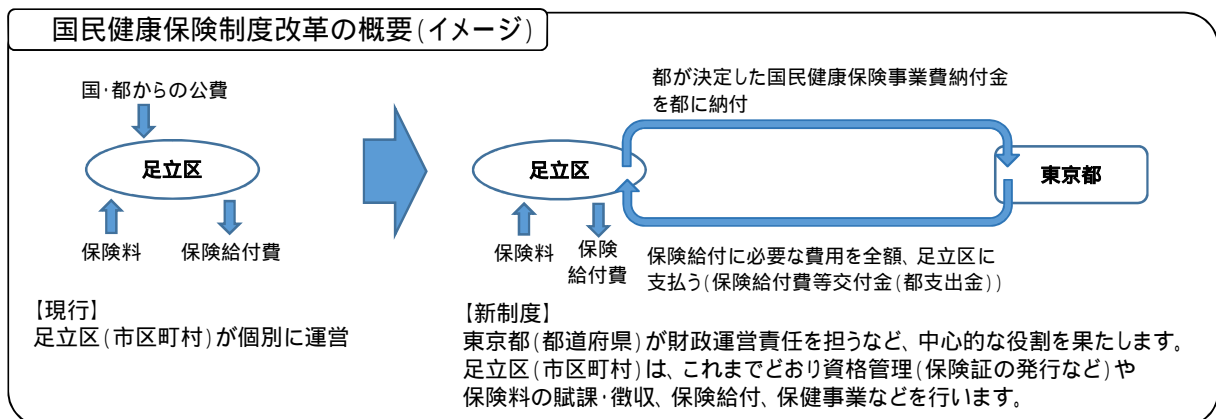 国民健康保険制度改革の概要(イメージ)
国・都からの公費
足立区
保険料
保険給付費
【現行】
足立区(市区町村)が個別に運営
都が決定した国民健康保険事業費納付金
を都に納付
足立区
東京都
保険料
保険
給付費
保険給付に必要な費用を全額、足立区に
支払う(保険給付費等交付金(都支出金))
【新制度】
東京都(都道府県)が財政運営責任を担うなど、中心的な役割を果たします。
足立区(市区町村)は、これまでどおり資格管理(保険証の発行など)や
保険料の賦課・徴収、保険給付、保健事業などを行います。